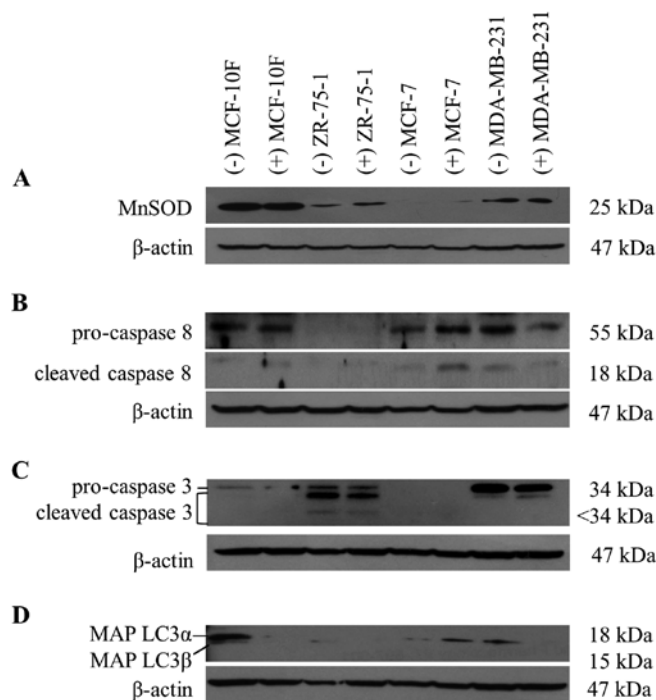 (-) MCF-10F
(+) MCF-10F
(-) ZR-75-1
(+) ZR-75-1
(-) MCF-7
(+) MCF-7
(-) MDA-MB-231
(+) MDA-MB-231
A
MnSOD 25 kDa
β-actin 47 kDa
B
pro-caspase 8 55 kDa
cleaved caspase 8 18 kDa
β-actin 47 kDa
C
pro-caspase 3 34 kDa
cleaved caspase 3 <34 kDa
β-actin 47 kDa
D
MAP LC3α 18 kDa
MAP LC3β 15 kDa
β-actin 47 kDa